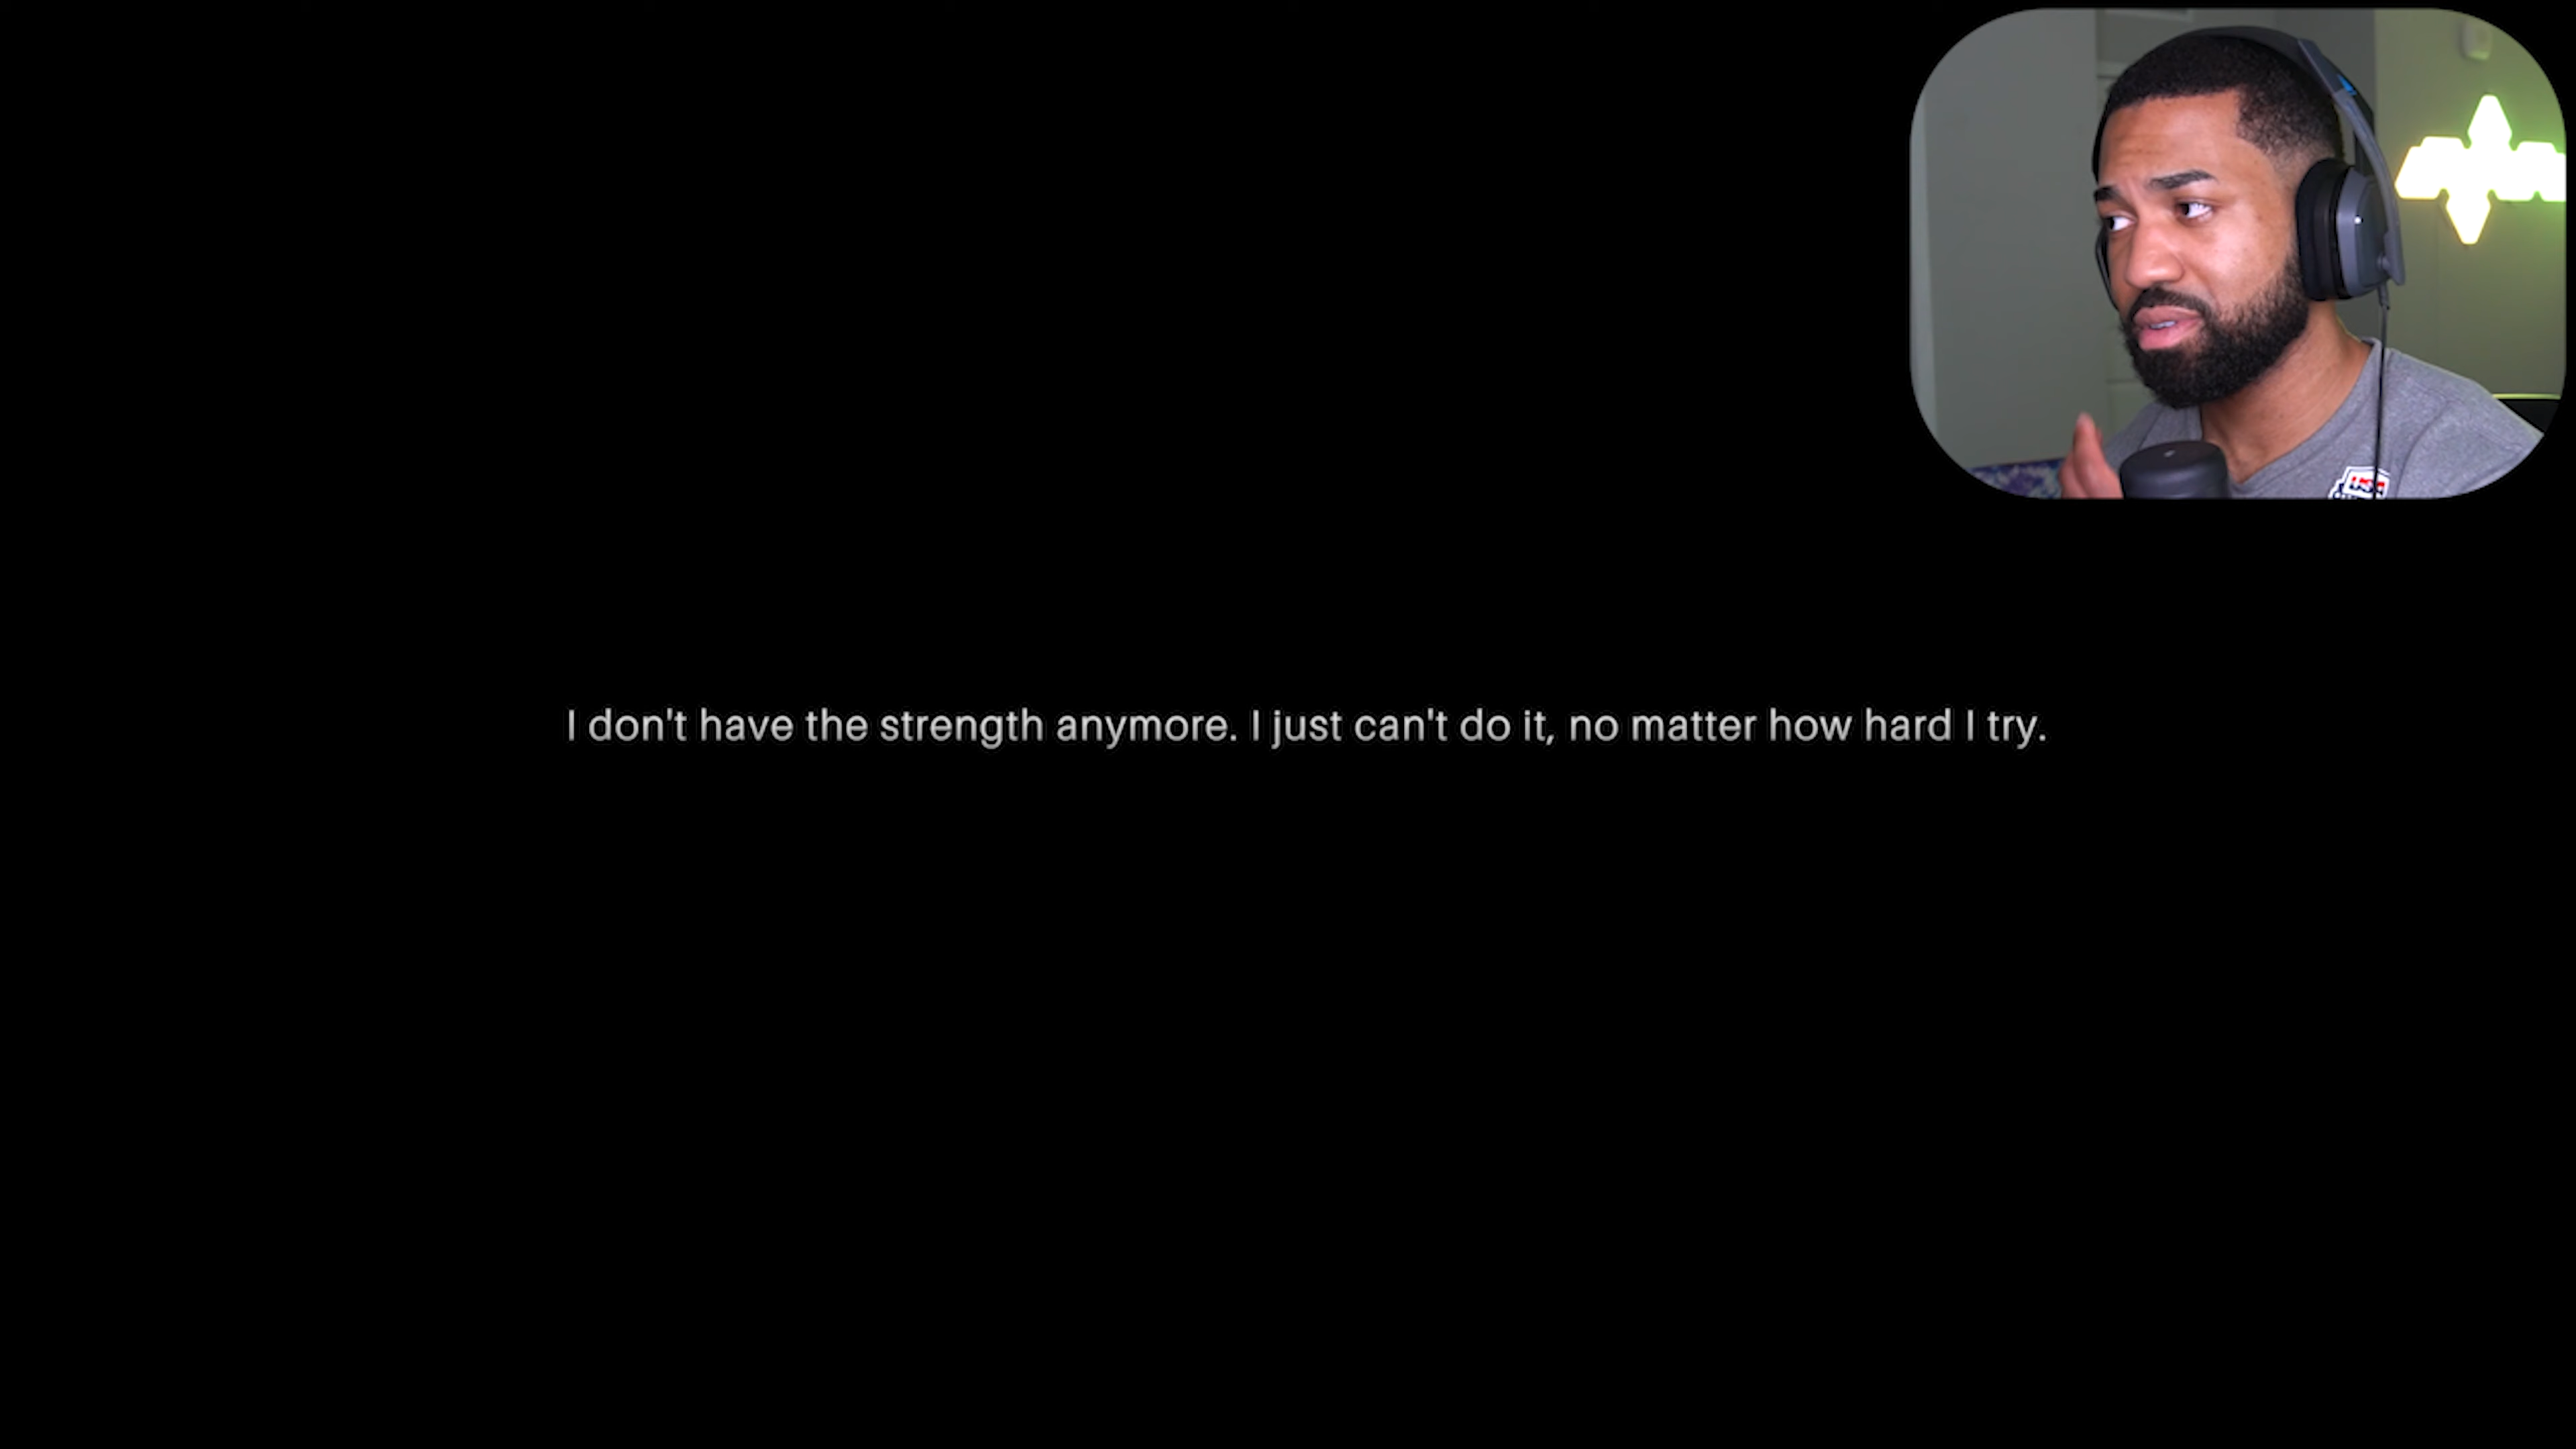 I don't have the strength anymore. I just can't do it, no matter how hard I try.